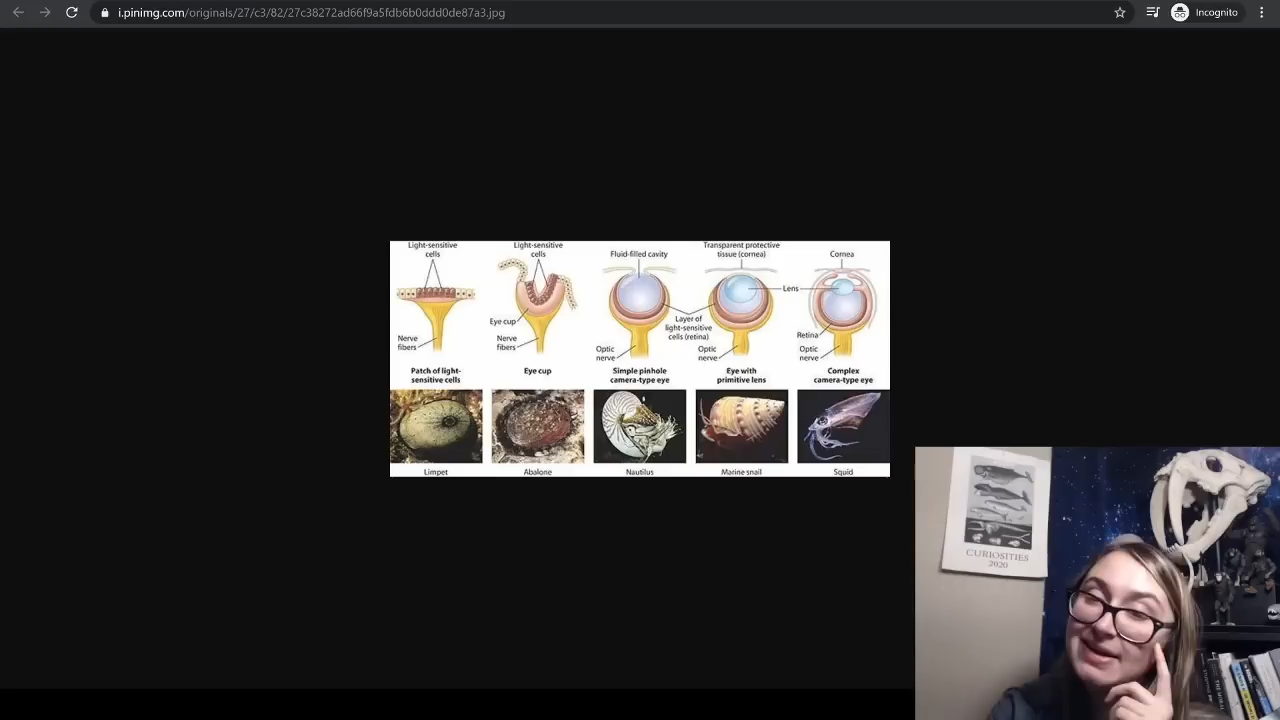 i.pinimg.com/originals/27/c3/82/27c38272ad66f9a5fdb6b0ddd0de87a3.jpg
Incognito
Light-sensitive
cells
Light-sensitive
cells
Fluid-filled cavity
Transparent protective
tissue (cornea)
Cornea
Lens
Eye cup
Layer of
light-sensitive
cells (retina)
Nerve
fibers
Nerve
fibers
Optic
nerve
Optic
nerve
Retina
Optic
nerve
Patch of light-
sensitive cells
Eye cup
Simple pinhole
camera-type eye
Eye with
primitive lens
Complex
camera-type eye
Limpet
Abalone
Nautilus
Marine snail
Squid
CURIOSITIES
2020